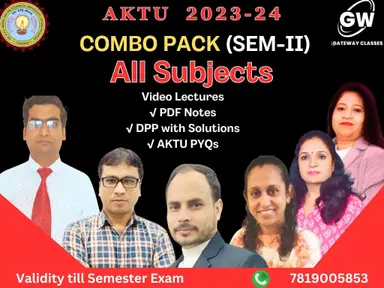 AKTU 2023-24
GW
GATEWAY CLASSES
COMBO PACK (SEM-II)
All Subjects
Video Lectures
√ PDF Notes
√ DPP with Solutions
√ AKTU PYQs
Validity till Semester Exam
7819005853